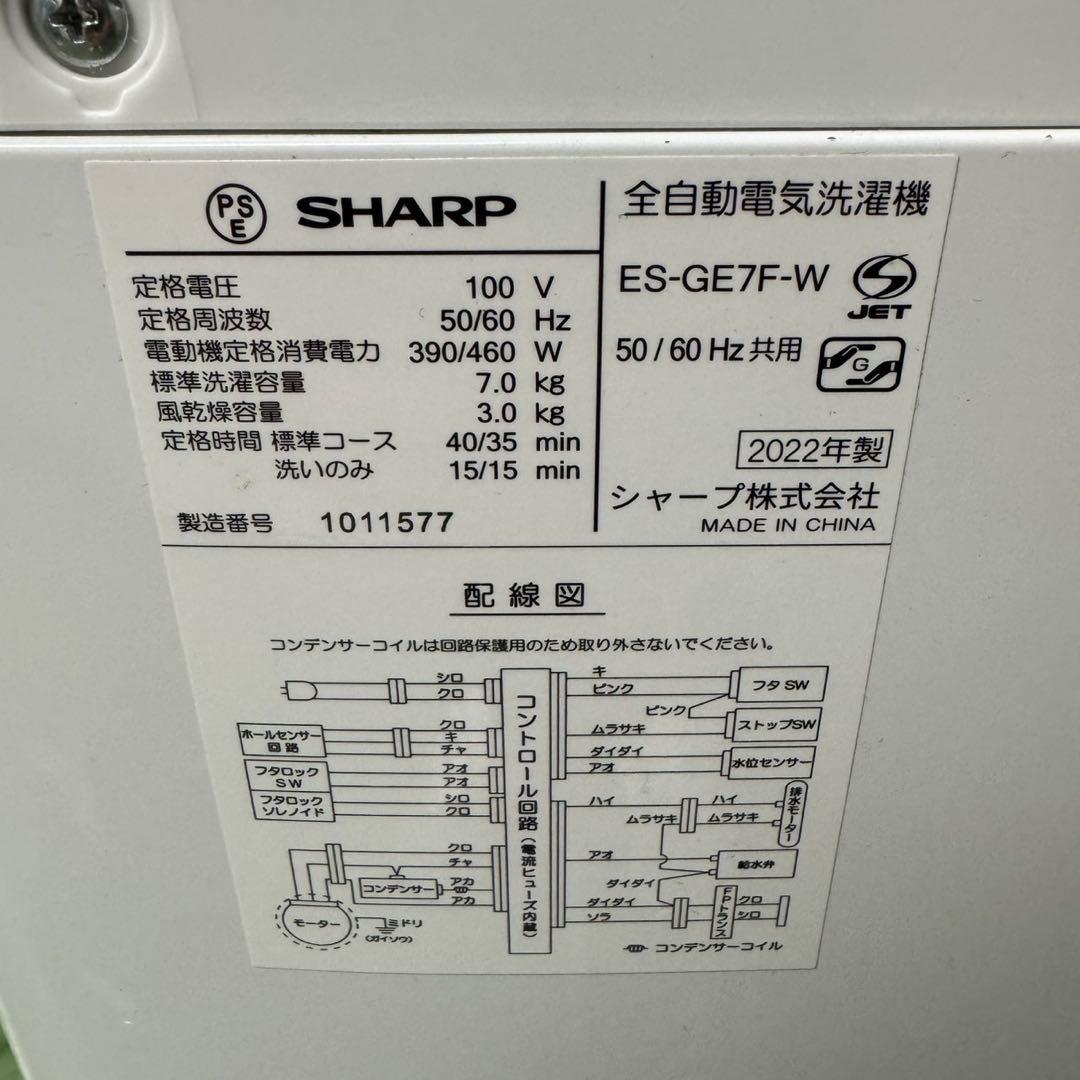 PS
E
SHARP
定格電圧 100 V
定格周波数 50/60 Hz
電動機定格消費電力 390/460 W
標準洗濯容量 7.0 kg
風乾燥容量 3.0 kg
定格時間 標準コース 40/35 min
洗いのみ 15/15 min
製造番号 1011577
全自動電気洗濯機
ES-GE7F-W
S
JET
50/60 Hz 共用
G
2022年製
シャープ株式会社
MADE IN CHINA
配線図
コンデンサーコイルは回路保護用のため取り外さないでください。
シロ
クロ
ホールセンサー
回路
クロ
キ
チャ
フタロック
SW
アオ
アオ
フタロック
ソレノイド
シロ
クロ
クロ
チャ
コンデンサー
アカ
アカ
モーター
ミドリ
(ガイソウ)
コントロール回路(電流ヒューズ内蔵)
キ
ピンク
フタ SW
ピンク
ムラサキ
ストップSW
ダイダイ
アオ
水位センサー
ハイ
ハイ
ムラサキ
ムラサキ
排水モーター
アオ
給水弁
ダイダイ
ダイダイ
ソラ
FPトランス
クロ
シロ
コンデンサーコイル